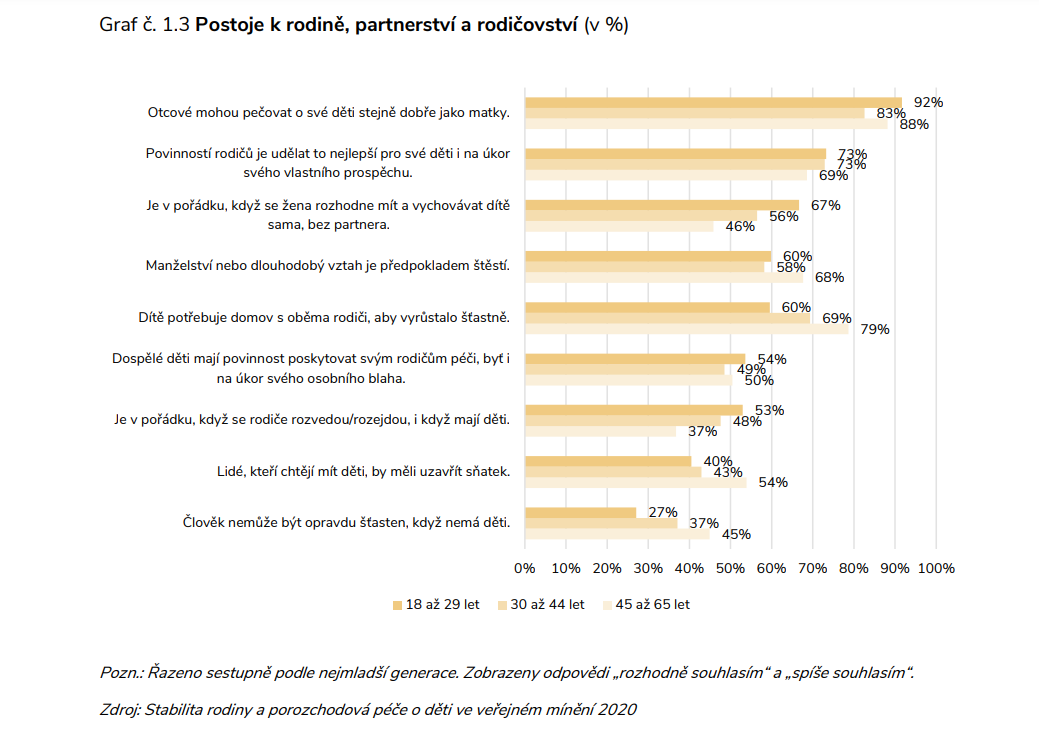 Graf č. 1.3 Postoje k rodině, partnerství a rodičovství (v %)
Otcové mohou pečovat o své děti stejně dobře jako matky.
92%
83%
88%
Povinností rodičů je udělat to nejlepší pro své děti i na úkor
svého vlastního prospěchu.
73%
73%
69%
Je v pořádku, když se žena rozhodne mít a vychovávat dítě
sama, bez partnera.
67%
56%
46%
Manželství nebo dlouhodobý vztah je předpokladem štěstí.
60%
58%
68%
Dítě potřebuje domov s oběma rodiči, aby vyrůstalo šťastně.
60%
69%
79%
Dospělé děti mají povinnost poskytovat svým rodičům péči, byť i
na úkor svého osobního blaha.
54%
49%
50%
Je v pořádku, když se rodiče rozvedou/rozejdou, i když mají děti.
53%
48%
37%
Lidé, kteří chtějí mít děti, by měli uzavřít sňatek.
40%
43%
54%
Člověk nemůže být opravdu šťasten, když nemá děti.
27%
37%
45%
0% 10% 20% 30% 40% 50% 60% 70% 80% 90% 100%
18 až 29 let 30 až 44 let 45 až 65 let
Pozn.: Řazeno sestupně podle nejmladší generace. Zobrazeny odpovědi „rozhodně souhlasím“ a „spíše souhlasím“.
Zdroj: Stabilita rodiny a porozchodová péče o děti ve veřejném mínění 2020